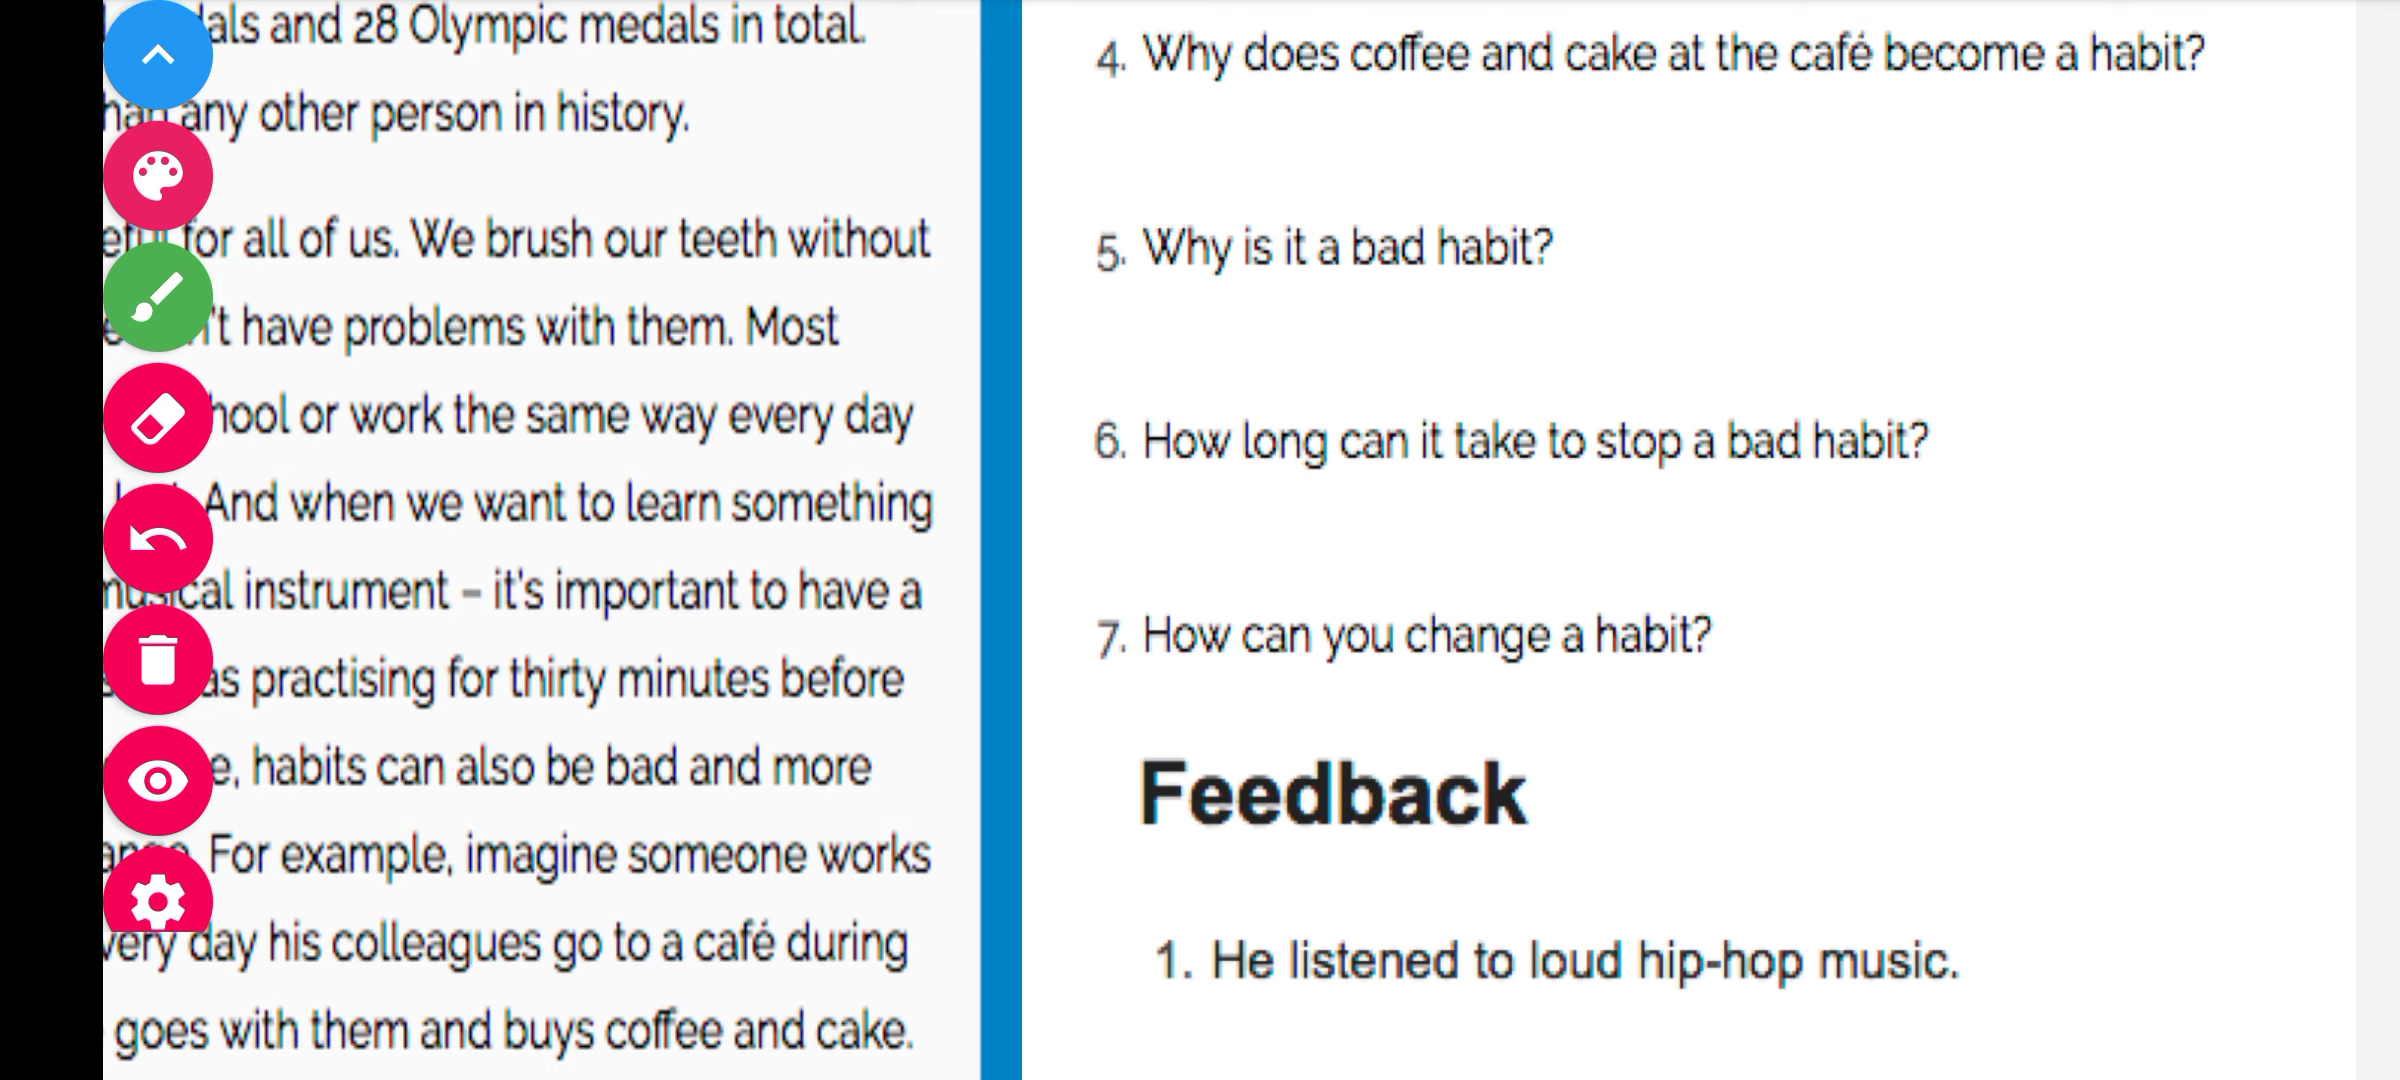 dals and 28 Olympic medals in total.
any other person in history.
for all of us. We brush our teeth without
't have problems with them. Most
hool or work the same way every day
And when we want to learn something
musical instrument – it's important to have a
as practising for thirty minutes before
e, habits can also be bad and more
For example, imagine someone works
very day his colleagues go to a café during
goes with them and buys coffee and cake.
4. Why does coffee and cake at the café become a habit?
5. Why is it a bad habit?
6. How long can it take to stop a bad habit?
7. How can you change a habit?
Feedback
1. He listened to loud hip-hop music.